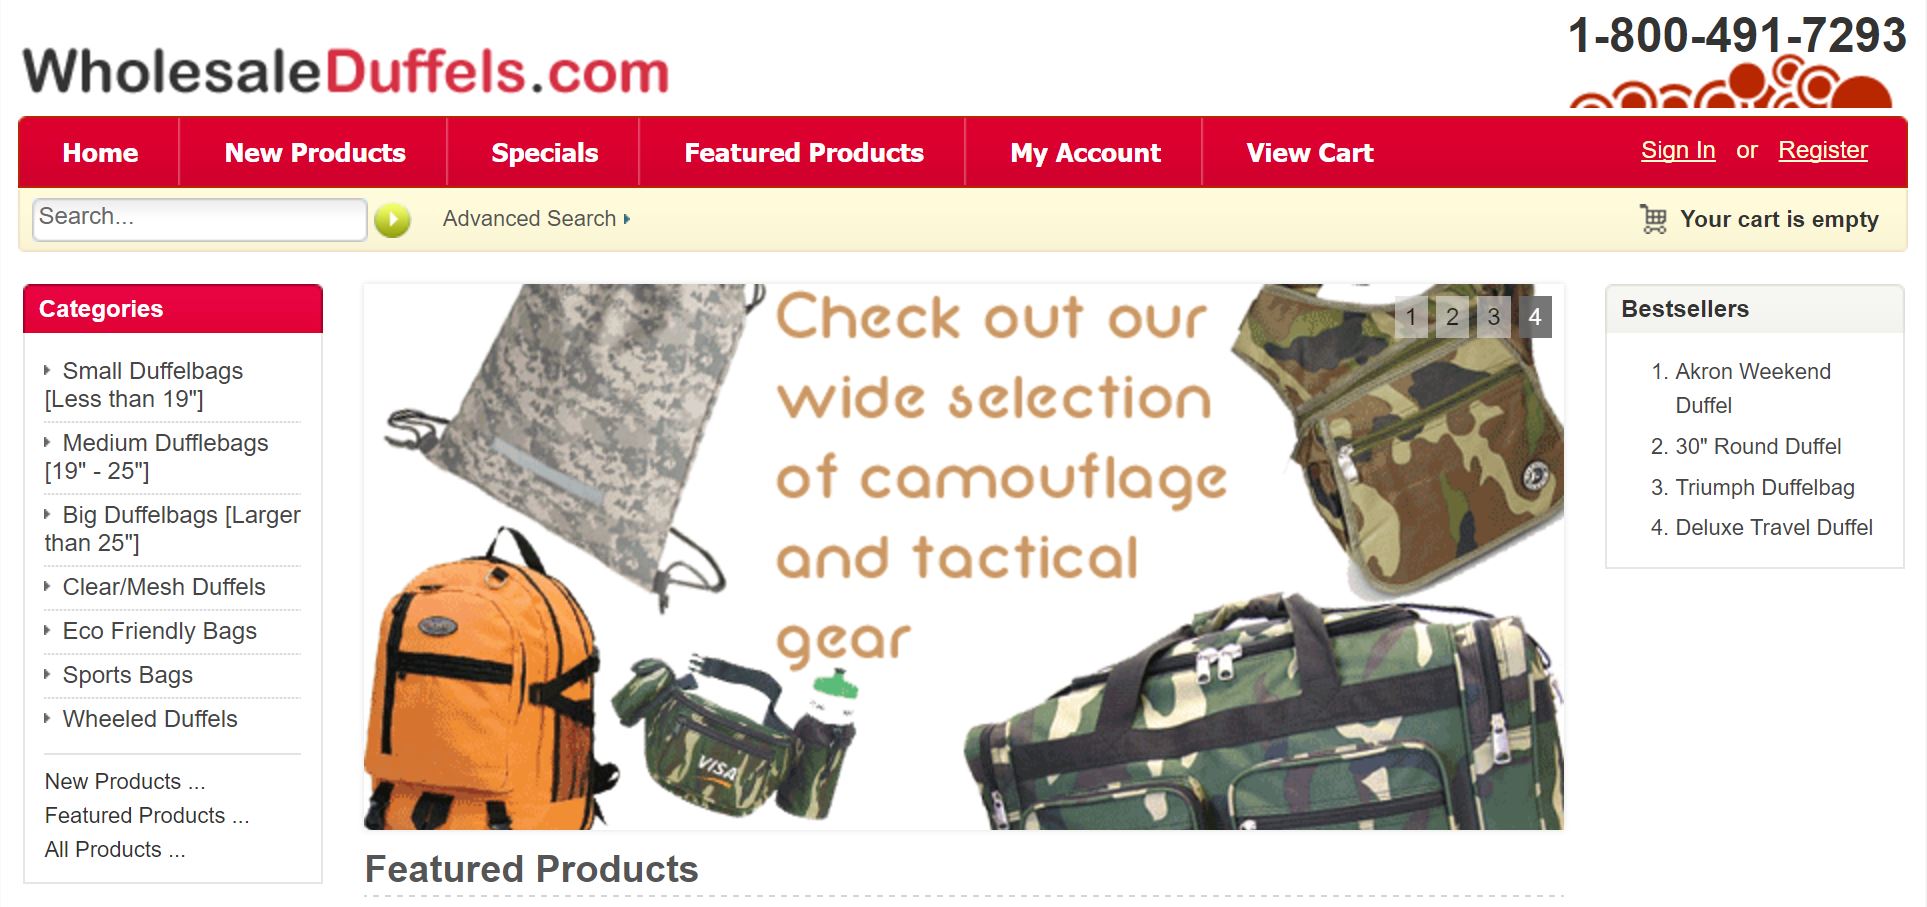 1-800-491-7293
WholesaleDuffels.com
Home New Products Specials Featured Products My Account View Cart Sign In or Register
Search... Advanced Search Your cart is empty
Categories
Small Duffelbags
[Less than 19"]
Medium Dufflebags
[19" - 25"]
Big Duffelbags [Larger
than 25"]
Clear/Mesh Duffels
Eco Friendly Bags
Sports Bags
Wheeled Duffels
New Products ...
Featured Products ...
All Products ...
Check out our
wide selection
of camouflage
and tactical
gear
1 2 3 4
VISA
Featured Products
Bestsellers
1. Akron Weekend
Duffel
2. 30" Round Duffel
3. Triumph Duffelbag
4. Deluxe Travel Duffel